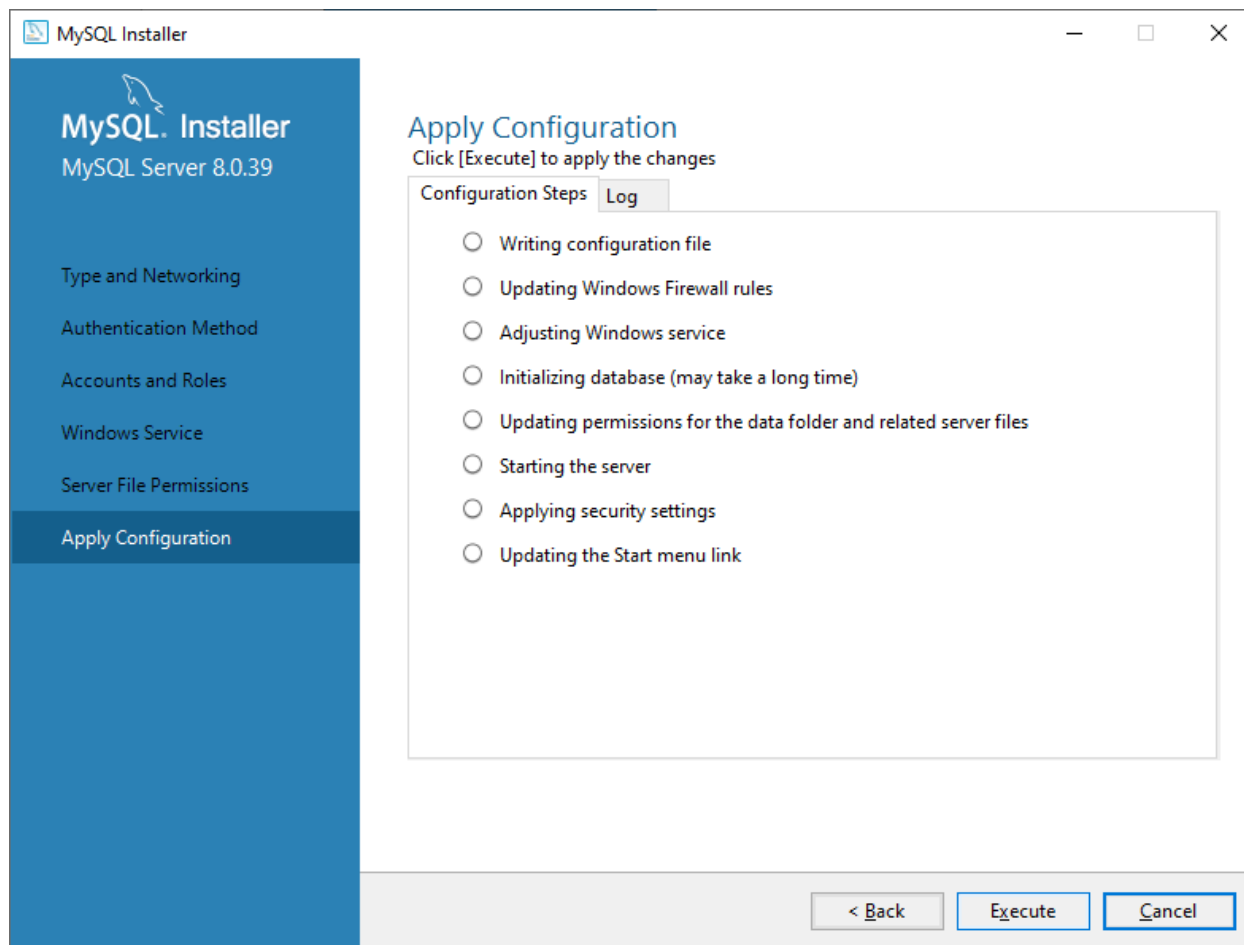 MySQL Installer
MySQL. Installer
MySQL Server 8.0.39
Type and Networking
Authentication Method
Accounts and Roles
Windows Service
Server File Permissions
Apply Configuration
Apply Configuration
Click [Execute] to apply the changes
Configuration Steps
Log
Writing configuration file
Updating Windows Firewall rules
Adjusting Windows service
Initializing database (may take a long time)
Updating permissions for the data folder and related server files
Starting the server
Applying security settings
Updating the Start menu link
< Back
Execute
Cancel